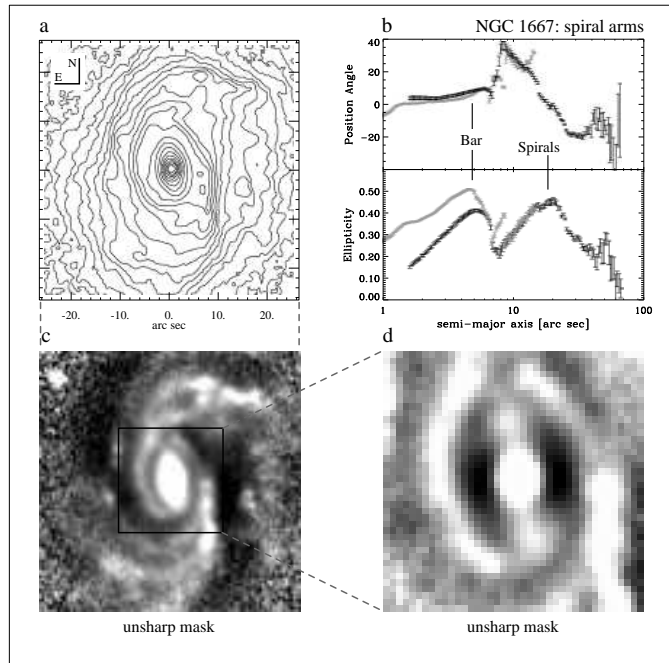 a
b
NGC 1667: spiral arms
N
E
-20.
-10.
0.
10.
20.
arc sec
40
20
0
-20
Position Angle
Bar
Spirals
0.50
0.40
0.30
0.20
0.10
0.00
Ellipticity
1
10
100
semi-major axis [arc sec]
c
d
unsharp mask
unsharp mask